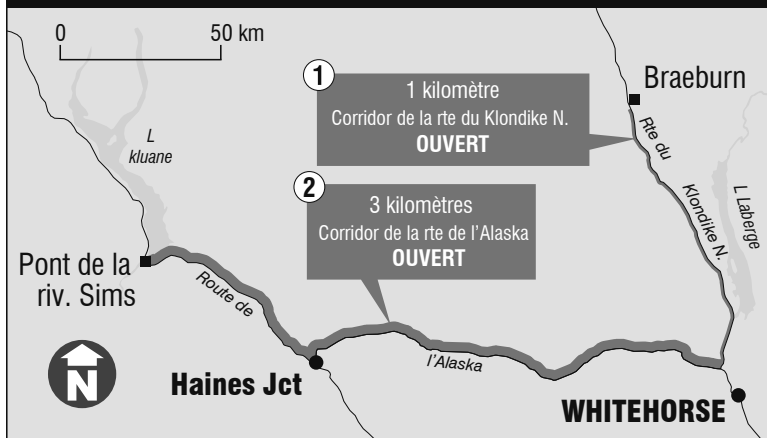 0 50 km
1
1 kilomètre
Corridor de la rte du Klondike N.
OUVERT
Braeburn
L
kluane
Rte du
Klondike N.
L Laberge
2
3 kilomètres
Corridor de la rte de l'Alaska
OUVERT
Pont de la
riv. Sims
Route de
l'Alaska
N
Haines Jct
WHITEHORSE